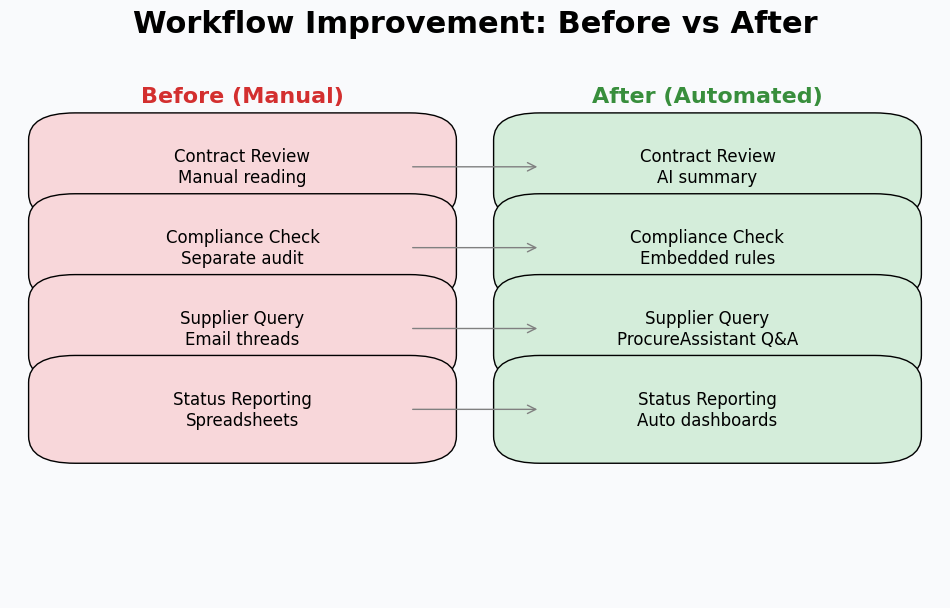 Workflow Improvement: Before vs After
Before (Manual)
After (Automated)
Contract Review
Manual reading
Contract Review
AI summary
Compliance Check
Separate audit
Compliance Check
Embedded rules
Supplier Query
Email threads
Supplier Query
ProcureAssistant Q&A
Status Reporting
Spreadsheets
Status Reporting
Auto dashboards